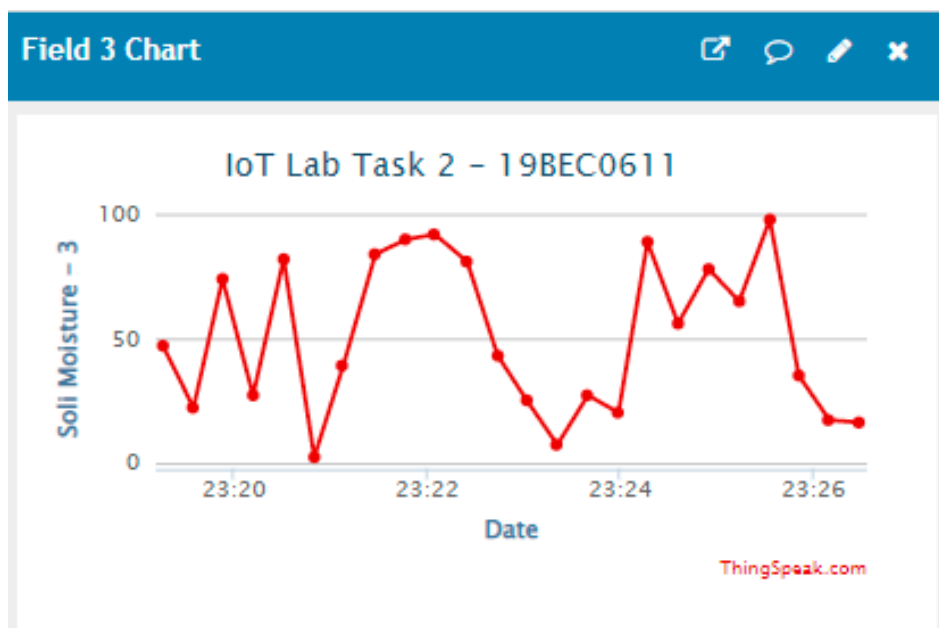 Field 3 Chart
IoT Lab Task 2 - 19BEC0611
Soli Moisture - 3
100
50
0
23:20 23:22 23:24 23:26
Date
ThingSpeak.com